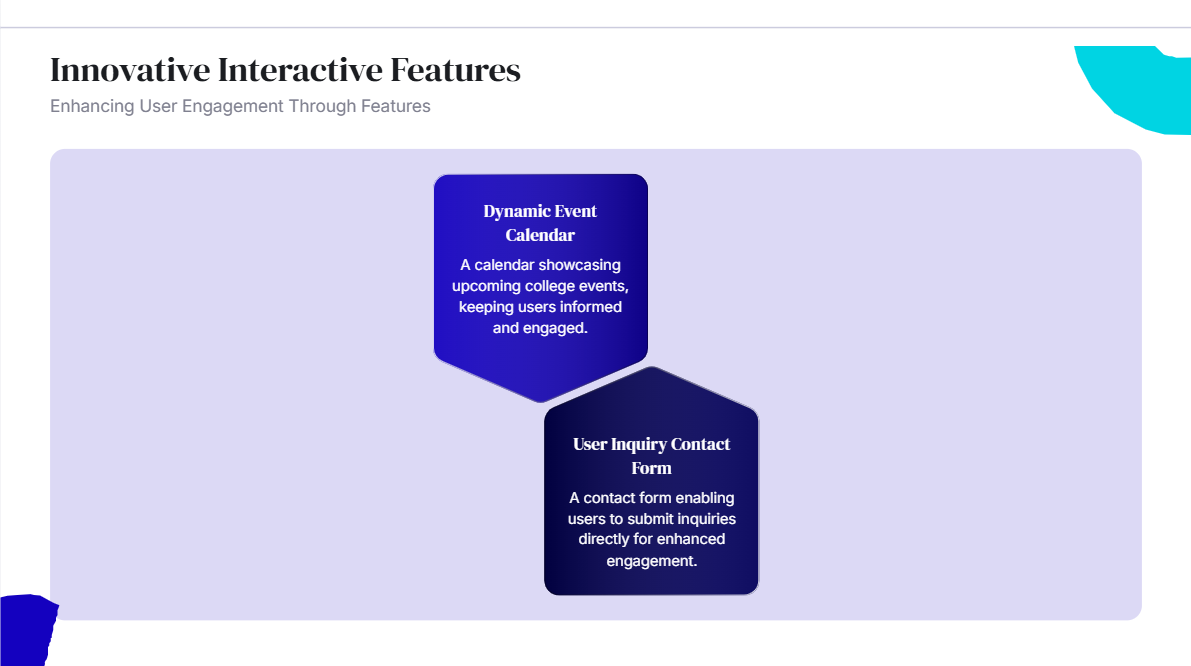 Innovative Interactive Features
Enhancing User Engagement Through Features
Dynamic Event
Calendar
A calendar showcasing
upcoming college events,
keeping users informed
and engaged.
User Inquiry Contact
Form
A contact form enabling
users to submit inquiries
directly for enhanced
engagement.